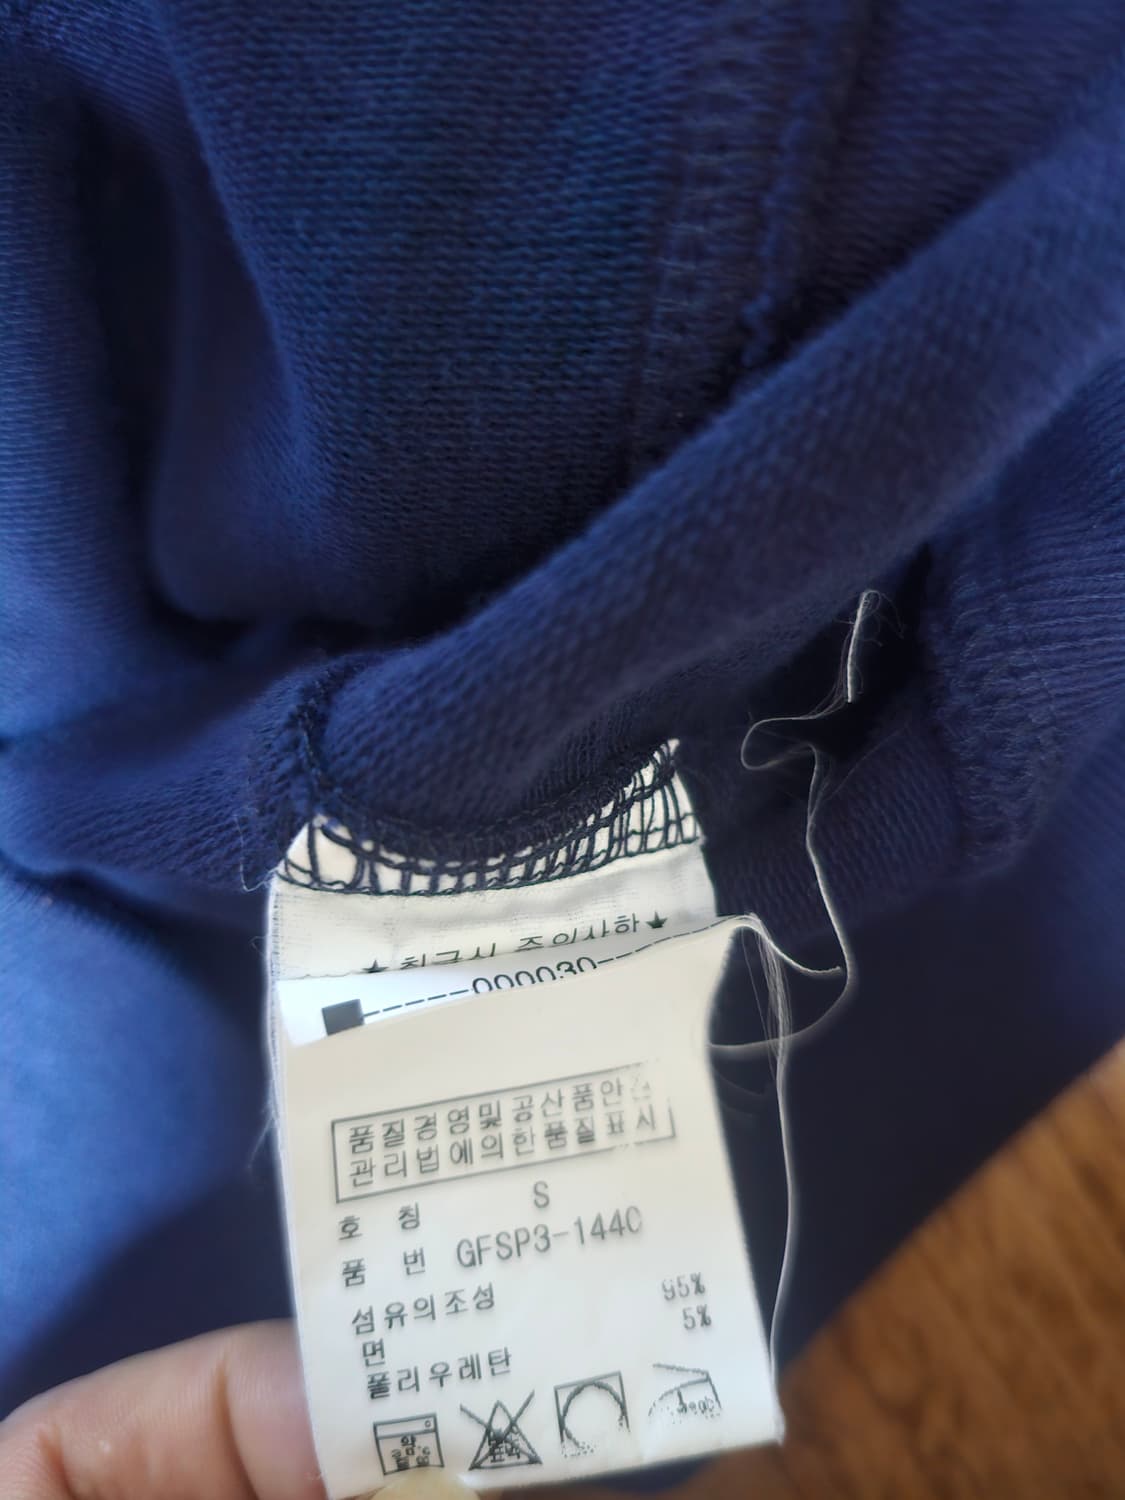 ★취급시 주의사항★
-----000030--
품질경영및공산품안전
관리법에의한품질표시
호 칭 S
품 번 GFSP3-144C
섬유의조성
면 95%
폴리우레탄 5%